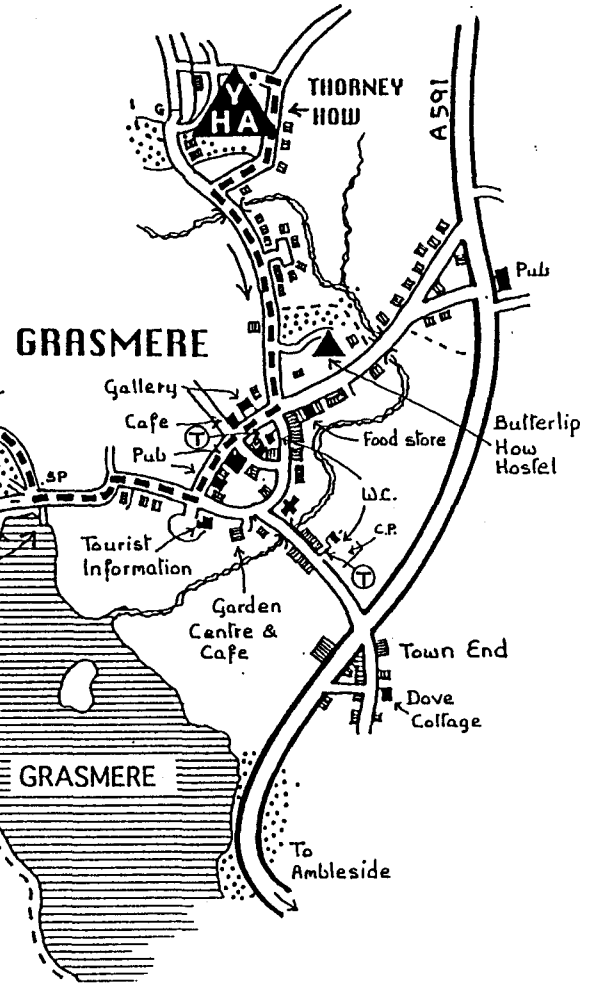 Y
HA
THORNEY
HOW
G
A591
Pub
GRASMERE
Gallery
Cafe
T
Pub
Food store
Butterlip
How
Hostel
SP
W.C.
C.P.
T
Tourist
Information
Garden
Centre &
Cafe
Town End
Dove
Cottage
GRASMERE
To
Ambleside